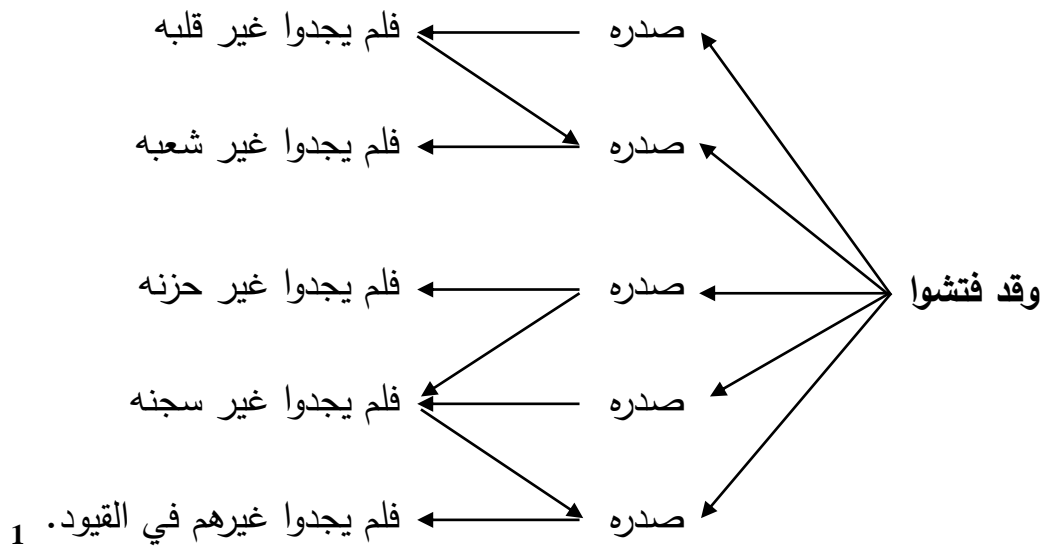 صدره فلم يجدوا غير قلبه
صدره فلم يجدوا غير شعبه
وقد فتشوا صدره فلم يجدوا غير حزنه
صدره فلم يجدوا غير سجنه
صدره فلم يجدوا غيرهم في القيود. 1